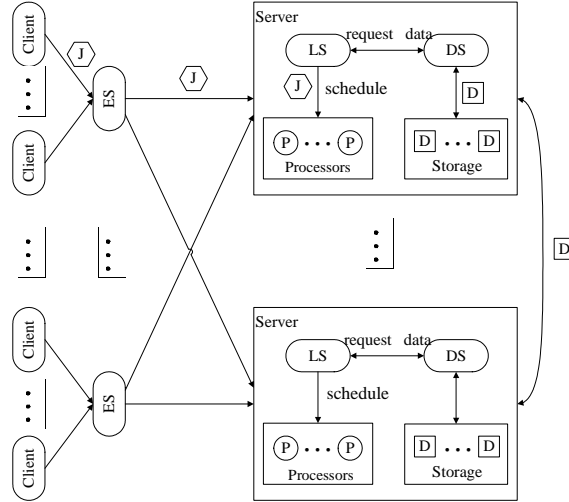 Client
J
Client
ES
J
Server
LS
request data
DS
J
schedule
D
P P
Processors
D D
Storage
D
Client
Client
ES
Server
LS
request data
DS
schedule
P P
Processors
D D
Storage